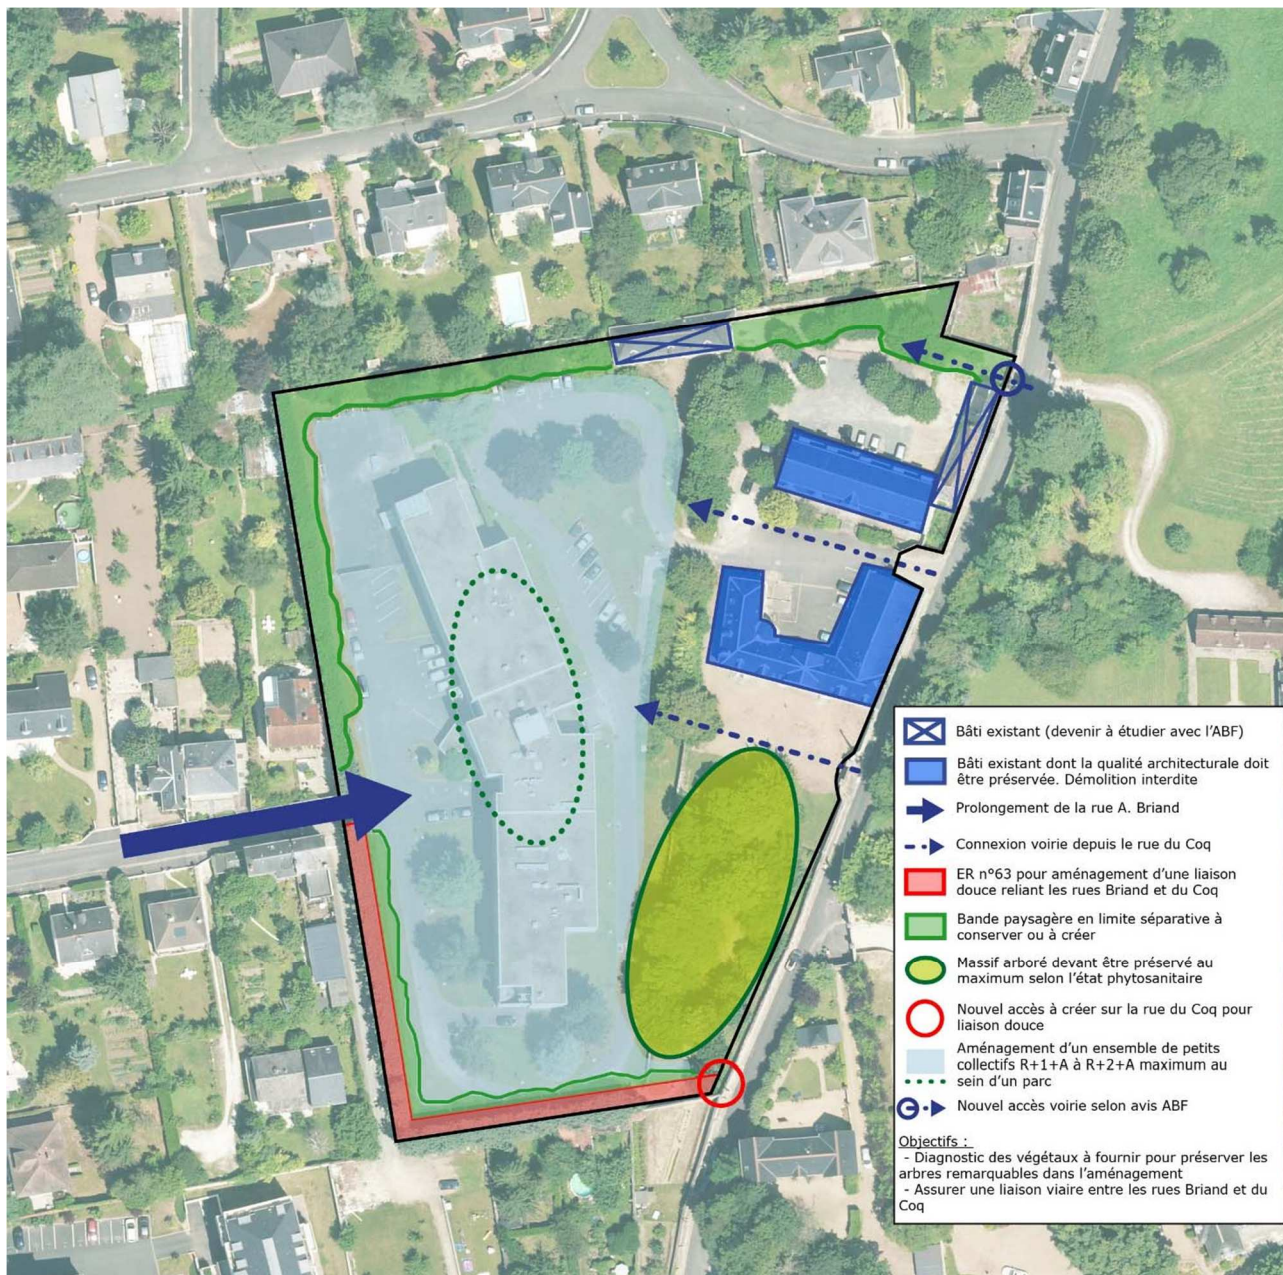 Bâti existant (devenir à étudier avec l'ABF)
Bâti existant dont la qualité architecturale doit
être préservée. Démolition interdite
Prolongement de la rue A. Briand
Connexion voirie depuis le rue du Coq
ER n°63 pour aménagement d'une liaison
douce reliant les rues Briand et du Coq
Bande paysagère en limite séparative à
conserver ou à créer
Massif arboré devant être préservé au
maximum selon l'état phytosanitaire
Nouvel accès à créer sur la rue du Coq pour
liaison douce
Aménagement d'un ensemble de petits
collectifs R+1+A à R+2+A maximum au
sein d'un parc
Nouvel accès voirie selon avis ABF
Objectifs :
- Diagnostic des végétaux à fournir pour préserver les
arbres remarquables dans l'aménagement
- Assurer une liaison viaire entre les rues Briand et du
Coq